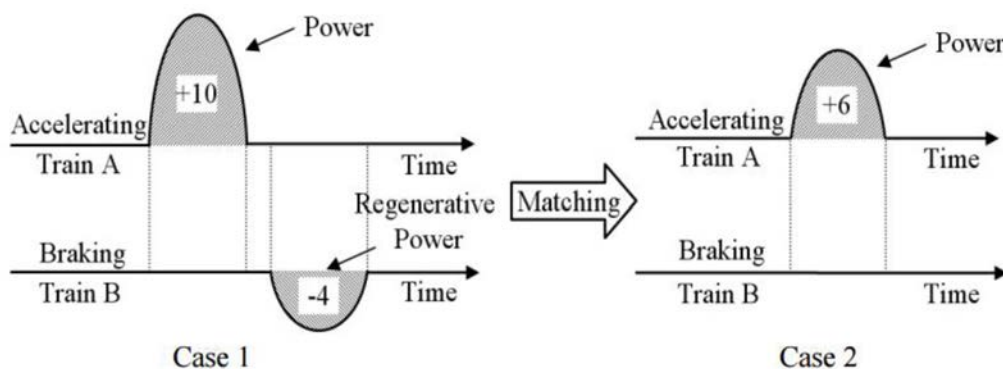 Power
+10
Accelerating
Train A
Time
Regenerative
Power
Braking
Train B
-4
Time
Case 1
Matching
Power
+6
Accelerating
Train A
Time
Braking
Train B
Time
Case 2